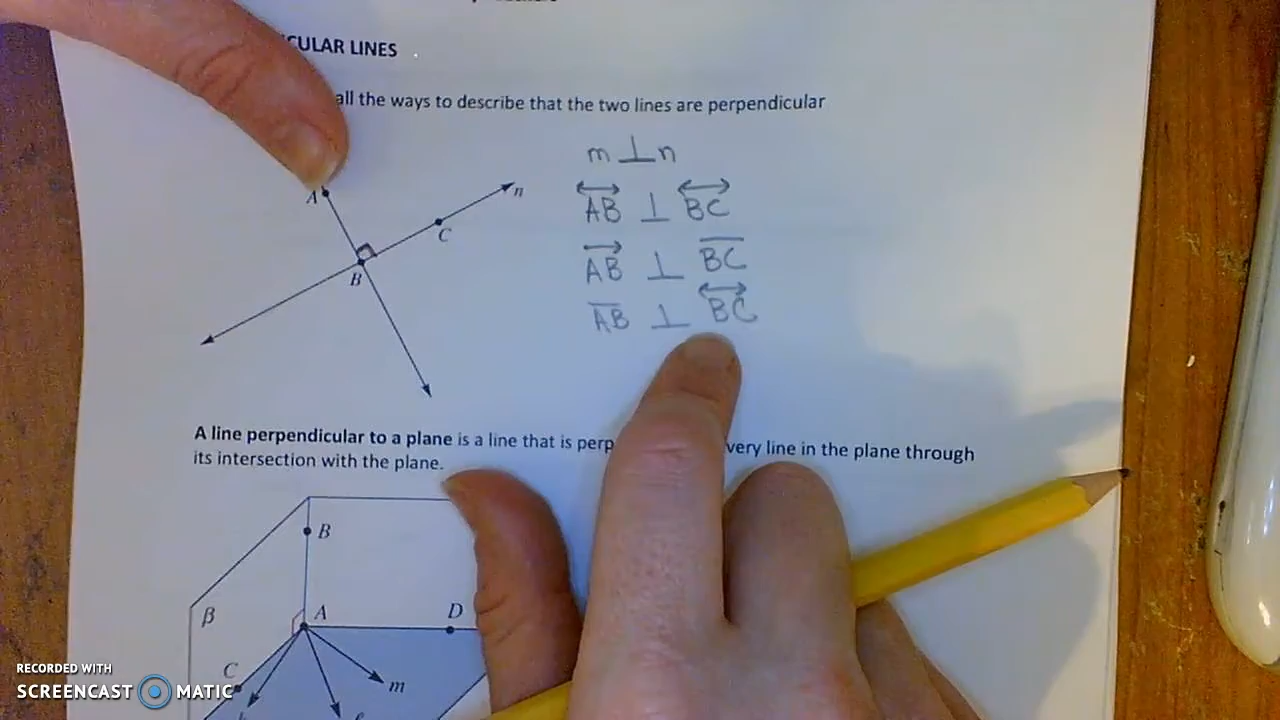 CULAR LINES
all the ways to describe that the two lines are perpendicular
m ⊥ n
AB ⊥ BC
AB ⊥ BC
AB ⊥ BC
A
n
C
B
A line perpendicular to a plane is a line that is perp very line in the plane through
its intersection with the plane.
B
β
A
D
C
m
RECORDED WITH
SCREENCAST MATIC